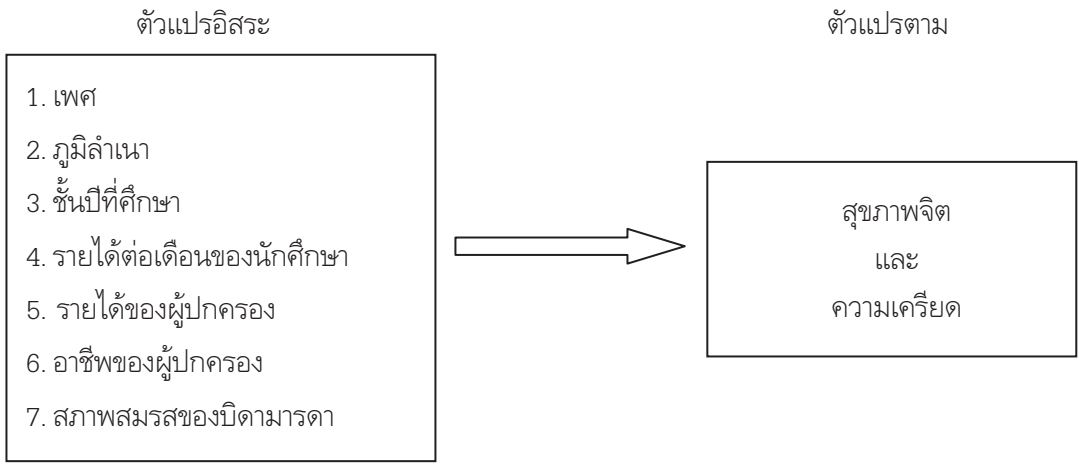 ตัวแปรอิสระ
ตัวแปรตาม
1. เพศ
2. ภูมิลำเนา
3. ชั้นปีที่ศึกษา
4. รายได้ต่อเดือนของนักศึกษา
5. รายได้ของผู้ปกครอง
6. อาชีพของผู้ปกครอง
7. สภาพสมรสของบิดามารดา
สุขภาพจิต
และ
ความเครียด